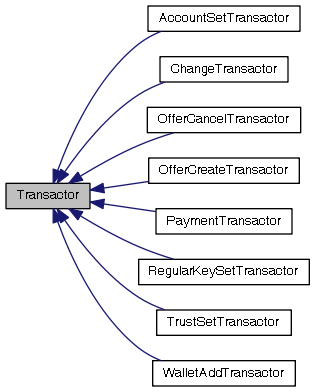 AccountSetTransactor
ChangeTransactor
OfferCancelTransactor
OfferCreateTransactor
Transactor
PaymentTransactor
RegularKeySetTransactor
TrustSetTransactor
WalletAddTransactor